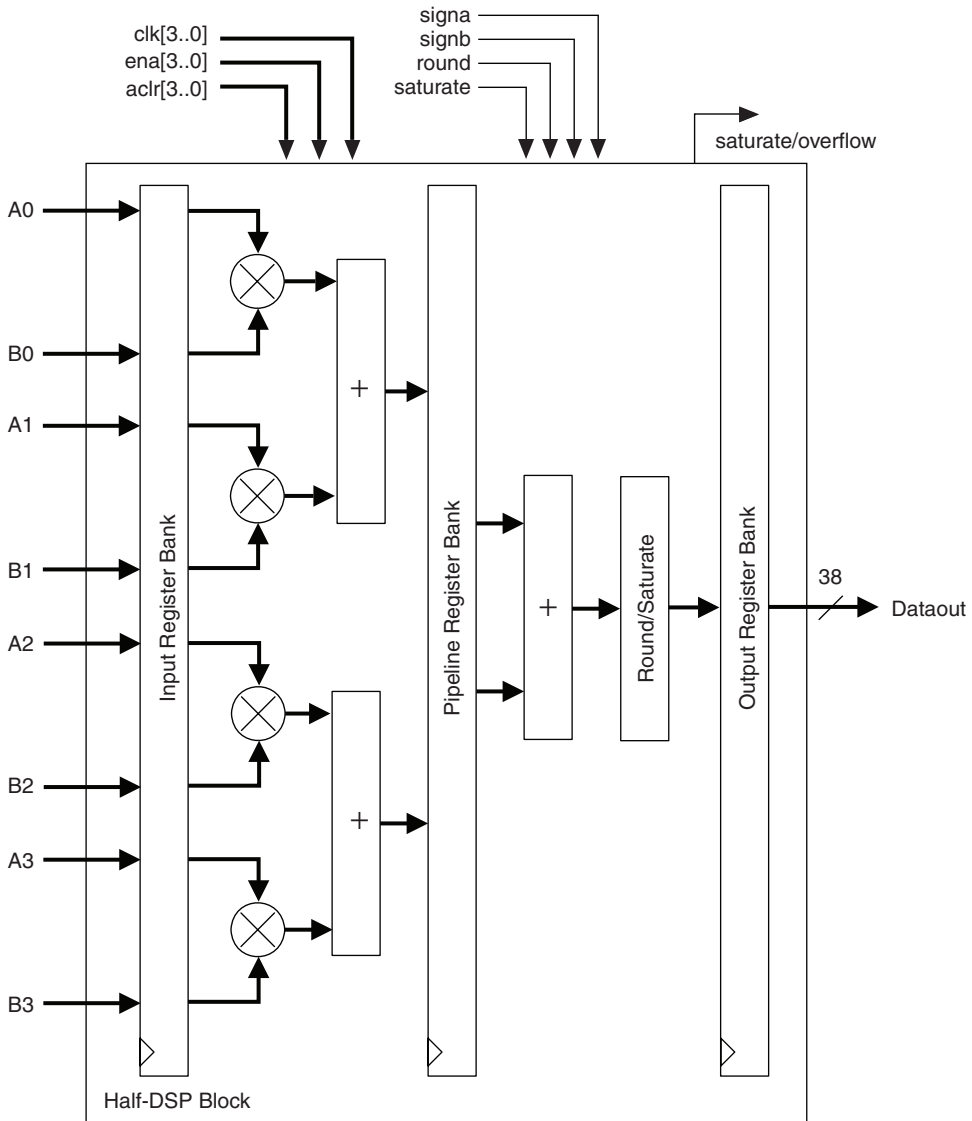 clk[3..0]
ena[3..0]
aclr[3..0]
signa
signb
round
saturate
saturate/overflow
A0
B0
A1
B1
A2
B2
A3
B3
Input Register Bank
+
+
Pipeline Register Bank
+
Round/Saturate
Output Register Bank
38
Dataout
Half-DSP Block